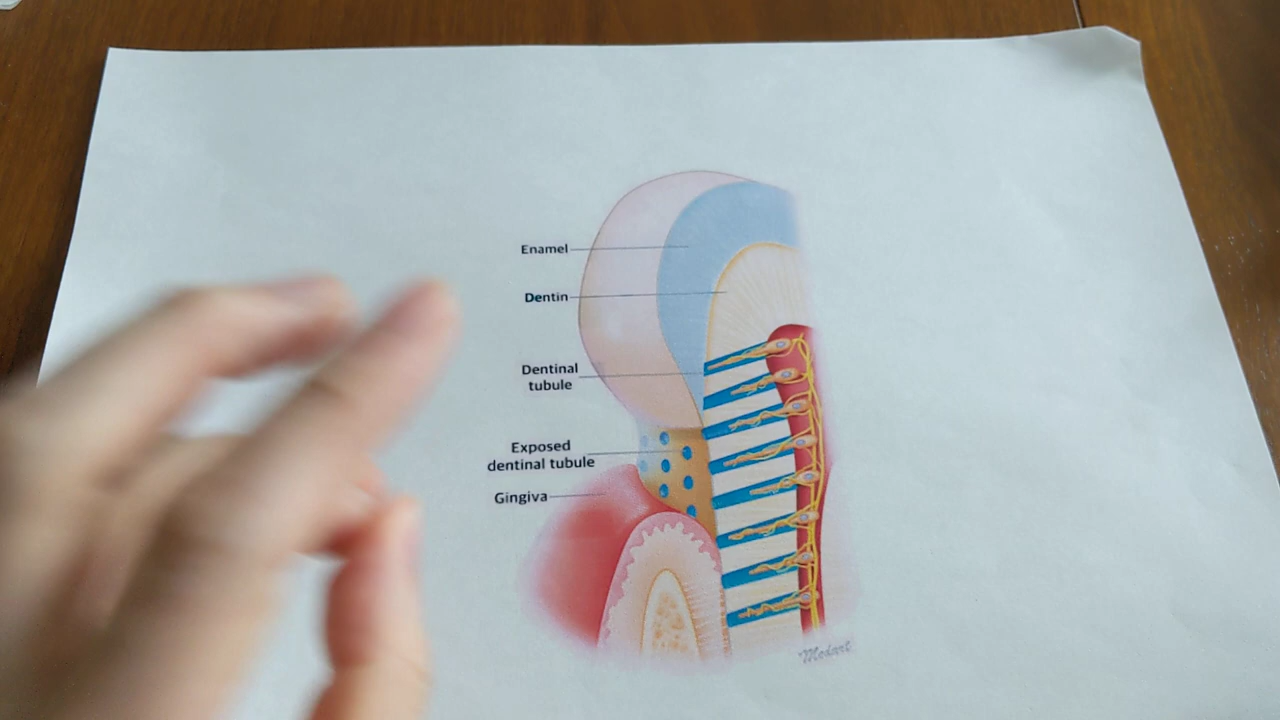 Enamel
Dentin
Dentinal
tubule
Exposed
dentinal tubule
Gingiva
Medart